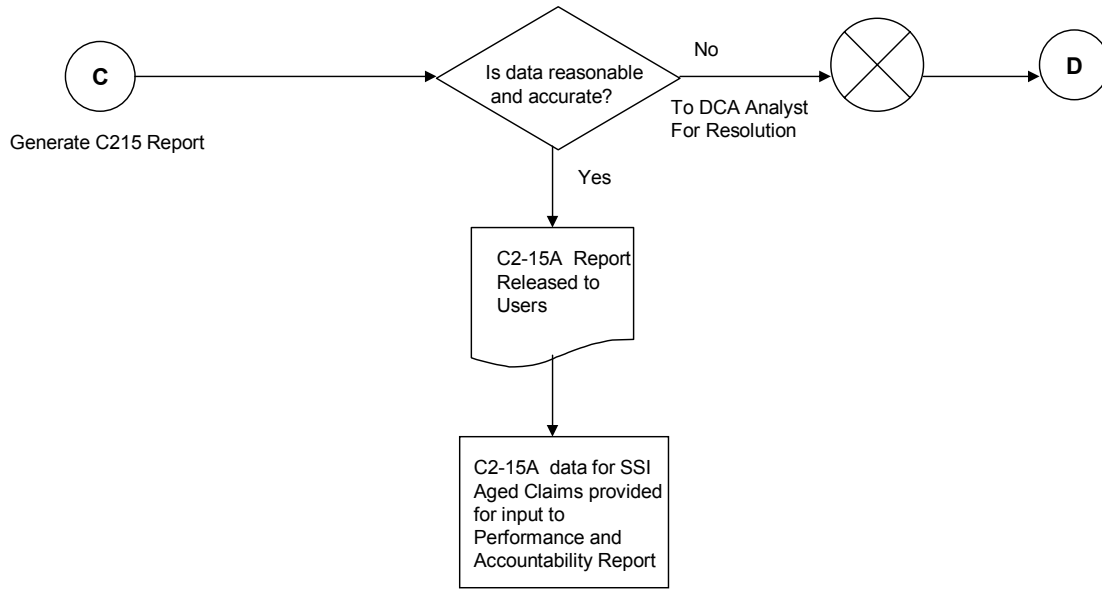 C
Generate C215 Report
Is data reasonable
and accurate?
No
To DCA Analyst
For Resolution
D
Yes
C2-15A Report
Released to
Users
C2-15A data for SSI
Aged Claims provided
for input to
Performance and
Accountability Report